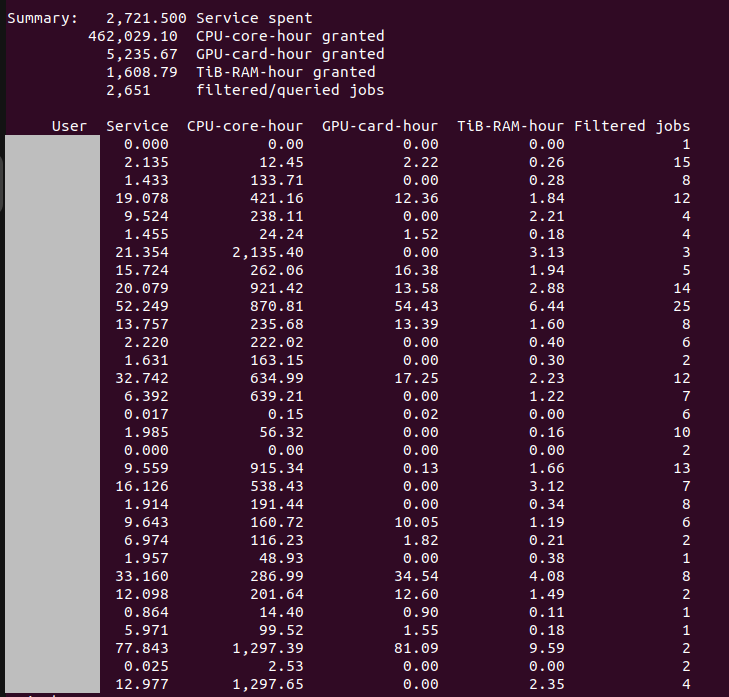 Summary: 2,721.500 Service spent
462,029.10 CPU-core-hour granted
5,235.67 GPU-card-hour granted
1,608.79 TiB-RAM-hour granted
2,651 filtered/queried jobs
User Service CPU-core-hour GPU-card-hour TiB-RAM-hour Filtered jobs
0.000 0.00 0.00 0.00 1
2.135 12.45 2.22 0.26 15
1.433 133.71 0.00 0.28 8
19.078 421.16 12.36 1.84 12
9.524 238.11 0.00 2.21 4
1.455 24.24 1.52 0.18 4
21.354 2,135.40 0.00 3.13 3
15.724 262.06 16.38 1.94 5
20.079 921.42 13.58 2.88 14
52.249 870.81 54.43 6.44 25
13.757 235.68 13.39 1.60 8
2.220 222.02 0.00 0.40 6
1.631 163.15 0.00 0.30 2
32.742 634.99 17.25 2.23 12
6.392 639.21 0.00 1.22 7
0.017 0.15 0.02 0.00 6
1.985 56.32 0.00 0.16 10
0.000 0.00 0.00 0.00 2
9.559 915.34 0.13 1.66 13
16.126 538.43 0.00 3.12 7
1.914 191.44 0.00 0.34 8
9.643 160.72 10.05 1.19 6
6.974 116.23 1.82 0.21 2
1.957 48.93 0.00 0.38 1
33.160 286.99 34.54 4.08 8
12.098 201.64 12.60 1.49 2
0.864 14.40 0.90 0.11 1
5.971 99.52 1.55 0.18 1
77.843 1,297.39 81.09 9.59 2
0.025 2.53 0.00 0.00 2
12.977 1,297.65 0.00 2.35 4